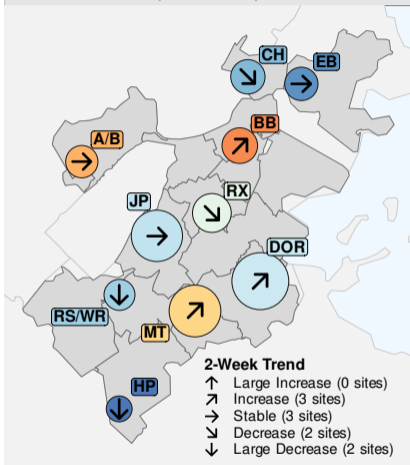 CH
EB
BB
A/B
RX
JP
DOR
RS/WR
MT
HP
2-Week Trend
↑ Large Increase (0 sites)
↗ Increase (3 sites)
→ Stable (3 sites)
↘ Decrease (2 sites)
↓ Large Decrease (2 sites)